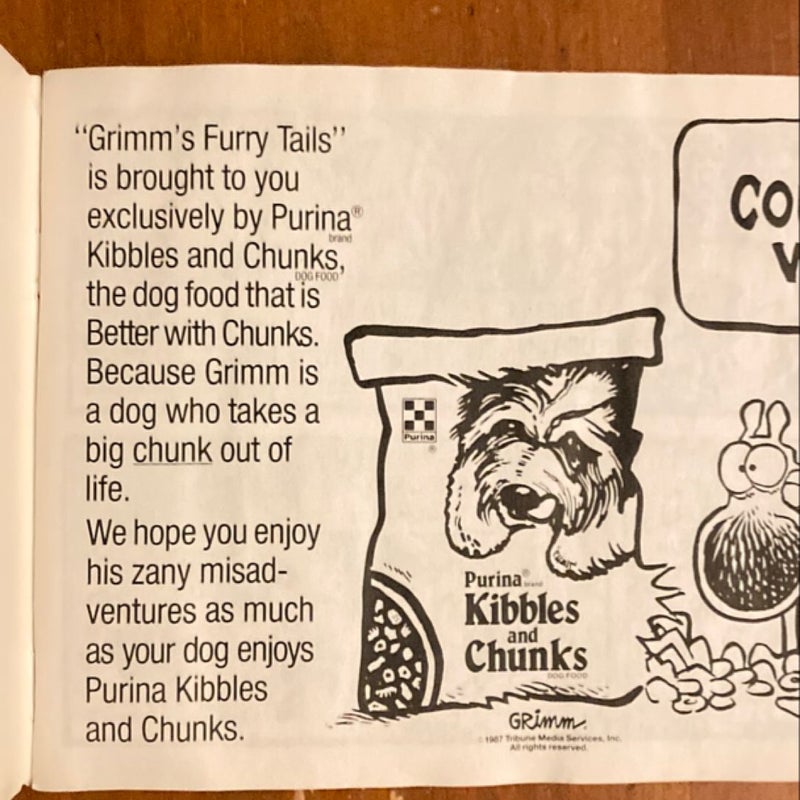 “Grimm’s Furry Tails”
is brought to you
exclusively by Purina®
brand
Kibbles and Chunks,
DOG FOOD
the dog food that is
Better with Chunks.
Because Grimm is
a dog who takes a
big chunk out of
life.
We hope you enjoy
his zany misad-
ventures as much
as your dog enjoys
Purina Kibbles
and Chunks.
Purina
®
Purina® brand
Kibbles
and
Chunks
DOG FOOD
GRimm
© 1987 Tribune Media Services, Inc.
All rights reserved.